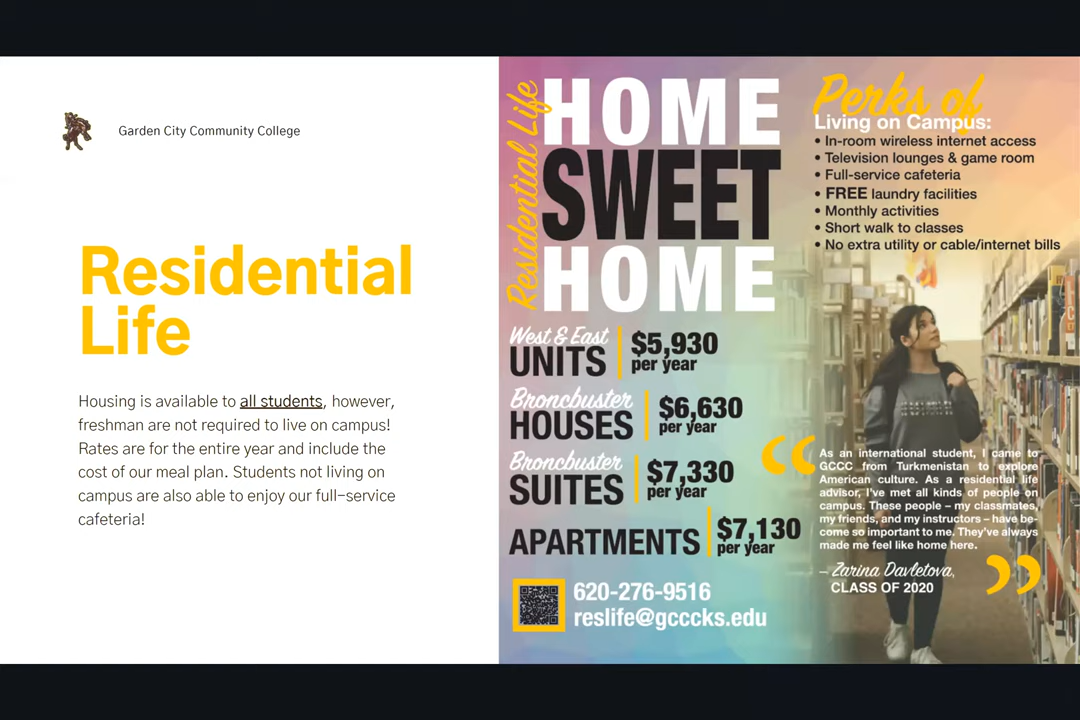 Garden City Community College
Residential
Life
Housing is available to all students, however,
freshman are not required to live on campus!
Rates are for the entire year and include the
cost of our meal plan. Students not living on
campus are also able to enjoy our full-service
cafeteria!
Residential Life
HOME
SWEET
HOME
West & East
UNITS
$5,930
per year
Broncbuster
HOUSES
$6,630
per year
Broncbuster
SUITES
$7,330
per year
APARTMENTS
$7,130
per year
620-276-9516
reslife@gcccks.edu
Perks of
Living on Campus:
• In-room wireless internet access
• Television lounges & game room
• Full-service cafeteria
• FREE laundry facilities
• Monthly activities
• Short walk to classes
• No extra utility or cable/internet bills
“
As an international student, I came to
GCCC from Turkmenistan to explore
American culture. As a residential life
advisor, I've met all kinds of people on
campus. These people – my classmates,
my friends, and my instructors – have be-
come so important to me. They've always
made me feel like home here.
”
– Zarina Davletova,
CLASS OF 2020